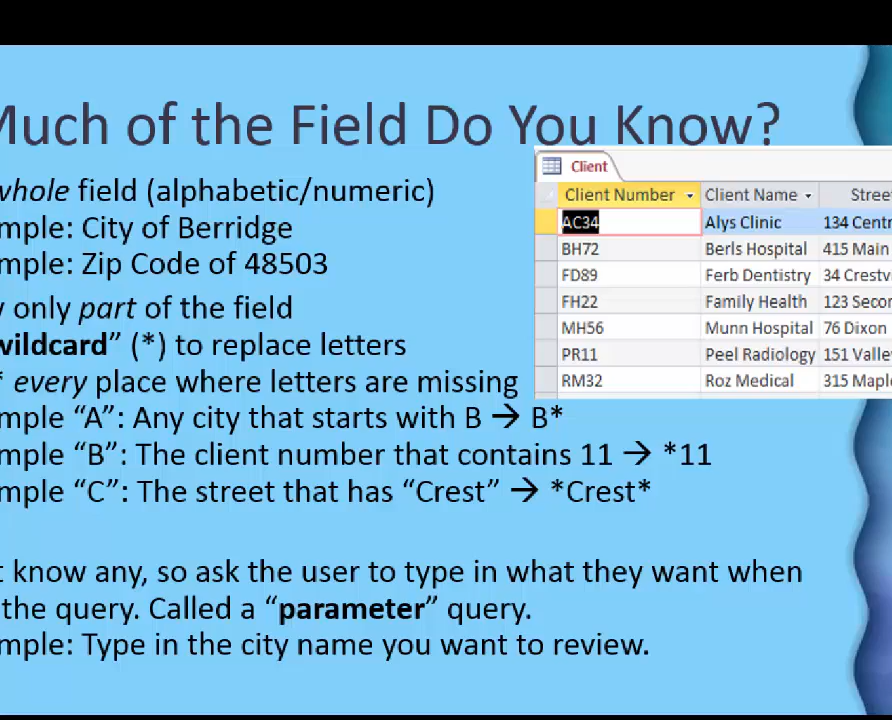 Much of the Field Do You Know?
whole field (alphabetic/numeric)
mple: City of Berridge
mple: Zip Code of 48503
y only part of the field
wildcard” (*) to replace letters
* every place where letters are missing
mple “A”: Any city that starts with B → B*
mple “B”: The client number that contains 11 → *11
mple “C”: The street that has “Crest” → *Crest*
t know any, so ask the user to type in what they want when
the query. Called a “parameter” query.
mple: Type in the city name you want to review.
Client
Client Number Client Name Street
AC34 Alys Clinic 134 Centr
BH72 Berls Hospital 415 Main
FD89 Ferb Dentistry 34 Crestv
FH22 Family Health 123 Secon
MH56 Munn Hospital 76 Dixon
PR11 Peel Radiology 151 Valle
RM32 Roz Medical 315 Maple